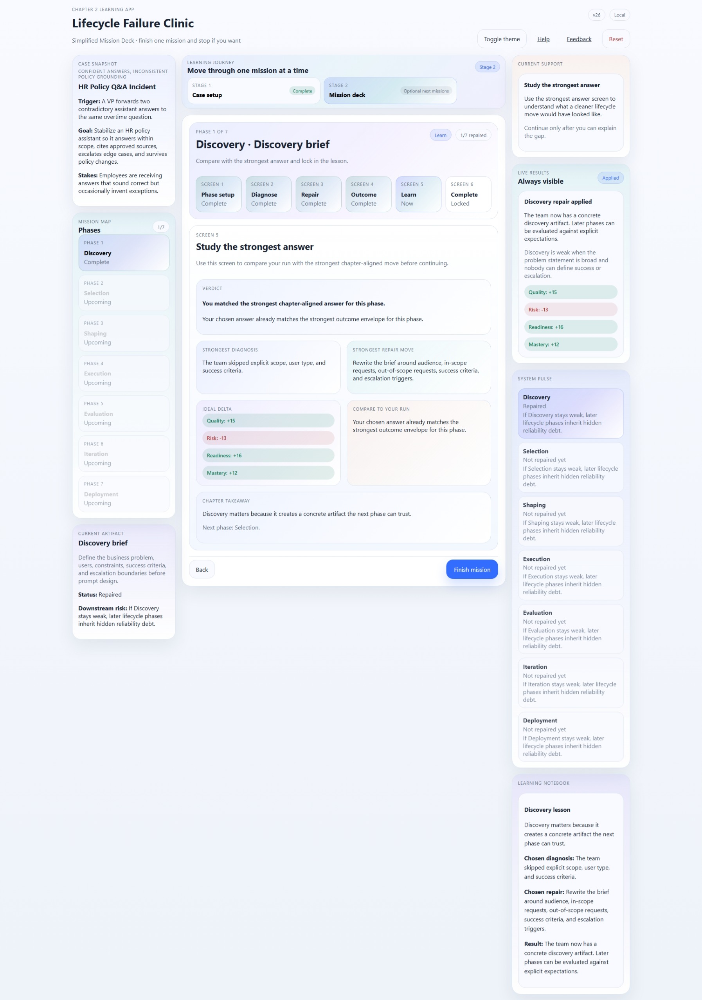 CHAPTER 2 LEARNING APP
Lifecycle Failure Clinic
Simplified Mission Deck · finish one mission and stop if you want
v26
Local
Toggle theme
Help
Feedback
Reset
CASE SNAPSHOT
CONFIDENT ANSWERS, INCONSISTENT
POLICY GROUNDING
HR Policy Q&A Incident
Trigger: A VP forwards two
contradictory assistant answers to
the same overtime question.
Goal: Stabilize an HR policy
assistant so it answers within
scope, cites approved sources,
escalates edge cases, and survives
policy changes.
Stakes: Employees are receiving
answers that sound correct but
occasionally invent exceptions.
MISSION MAP
Phases
1/7
PHASE 1
Discovery
Complete
PHASE 2
Selection
Upcoming
PHASE 3
Shaping
Upcoming
PHASE 4
Execution
Upcoming
PHASE 5
Evaluation
Upcoming
PHASE 6
Iteration
Upcoming
PHASE 7
Deployment
Upcoming
CURRENT ARTIFACT
Discovery brief
Define the business problem,
users, constraints, success criteria,
and escalation boundaries before
prompt design.
Status: Repaired
Downstream risk: If Discovery
stays weak, later lifecycle phases
inherit hidden reliability debt.
LEARNING JOURNEY
Move through one mission at a time
Stage 2
STAGE 1
Case setup
Complete
STAGE 2
Mission deck
Optional next missions
PHASE 1 OF 7
Discovery · Discovery brief
Learn
1/7 repaired
Compare with the strongest answer and lock in the lesson.
SCREEN 1
Phase setup
Complete
SCREEN 2
Diagnose
Complete
SCREEN 3
Repair
Complete
SCREEN 4
Outcome
Complete
SCREEN 5
Learn
Now
SCREEN 6
Complete
Locked
SCREEN 5
Study the strongest answer
Use this screen to compare your run with the strongest chapter-aligned move before continuing.
VERDICT
You matched the strongest chapter-aligned answer for this phase.
Your chosen answer already matches the strongest outcome envelope for this phase.
STRONGEST DIAGNOSIS
The team skipped explicit scope, user type, and
success criteria.
STRONGEST REPAIR MOVE
Rewrite the brief around audience, in-scope
requests, out-of-scope requests, success criteria,
and escalation triggers.
IDEAL DELTA
Quality: +15
Risk: -13
Readiness: +16
Mastery: +12
COMPARE TO YOUR RUN
Your chosen answer already matches the
strongest outcome envelope for this phase.
CHAPTER TAKEAWAY
Discovery matters because it creates a concrete artifact the next phase can trust.
Next phase: Selection.
Back
Finish mission
CURRENT SUPPORT
Study the strongest answer
Use the strongest answer screen to
understand what a cleaner lifecycle
move would have looked like.
Continue only after you can explain
the gap.
LIVE RESULTS
Always visible
Applied
Discovery repair applied
The team now has a concrete
discovery artifact. Later phases can
be evaluated against explicit
expectations.
Discovery is weak when the
problem statement is broad and
nobody can define success or
escalation.
Quality: +15
Risk: -13
Readiness: +16
Mastery: +12
SYSTEM PULSE
Discovery
Repaired
If Discovery stays weak, later
lifecycle phases inherit hidden
reliability debt.
Selection
Not repaired yet
If Selection stays weak, later lifecycle
phases inherit hidden reliability
debt.
Shaping
Not repaired yet
If Shaping stays weak, later lifecycle
phases inherit hidden reliability
debt.
Execution
Not repaired yet
If Execution stays weak, later
lifecycle phases inherit hidden
reliability debt.
Evaluation
Not repaired yet
If Evaluation stays weak, later
lifecycle phases inherit hidden
reliability debt.
Iteration
Not repaired yet
If Iteration stays weak, later lifecycle
phases inherit hidden reliability
debt.
Deployment
Not repaired yet
If Deployment stays weak, later
lifecycle phases inherit hidden
reliability debt.
LEARNING NOTEBOOK
Discovery lesson
Discovery matters because it
creates a concrete artifact the next
phase can trust.
Chosen diagnosis: The team
skipped explicit scope, user type,
and success criteria.
Chosen repair: Rewrite the brief
around audience, in-scope
requests, out-of-scope requests,
success criteria, and escalation
triggers.
Result: The team now has a
concrete discovery artifact. Later
phases can be evaluated against
explicit expectations.